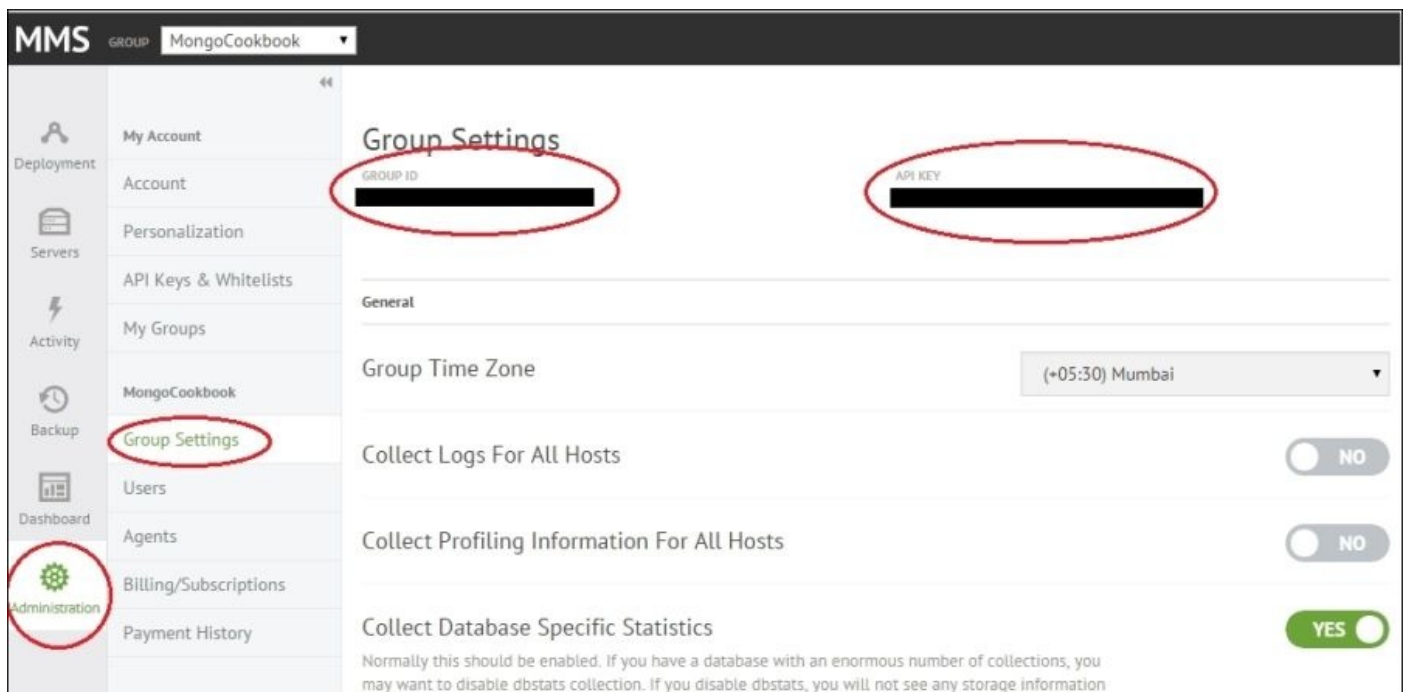 MMS GROUP MongoCookbook
Deployment
Servers
Activity
Backup
Dashboard
Administration
My Account
Account
Personalization
API Keys & Whitelists
My Groups
MongoCookbook
Group Settings
Users
Agents
Billing/Subscriptions
Payment History
Group Settings
GROUP ID
API KEY
General
Group Time Zone
(+05:30) Mumbai
Collect Logs For All Hosts
NO
Collect Profiling Information For All Hosts
NO
Collect Database Specific Statistics
YES
Normally this should be enabled. If you have a database with an enormous number of collections, you
may want to disable dbstats collection. If you disable dbstats, you will not see any storage information